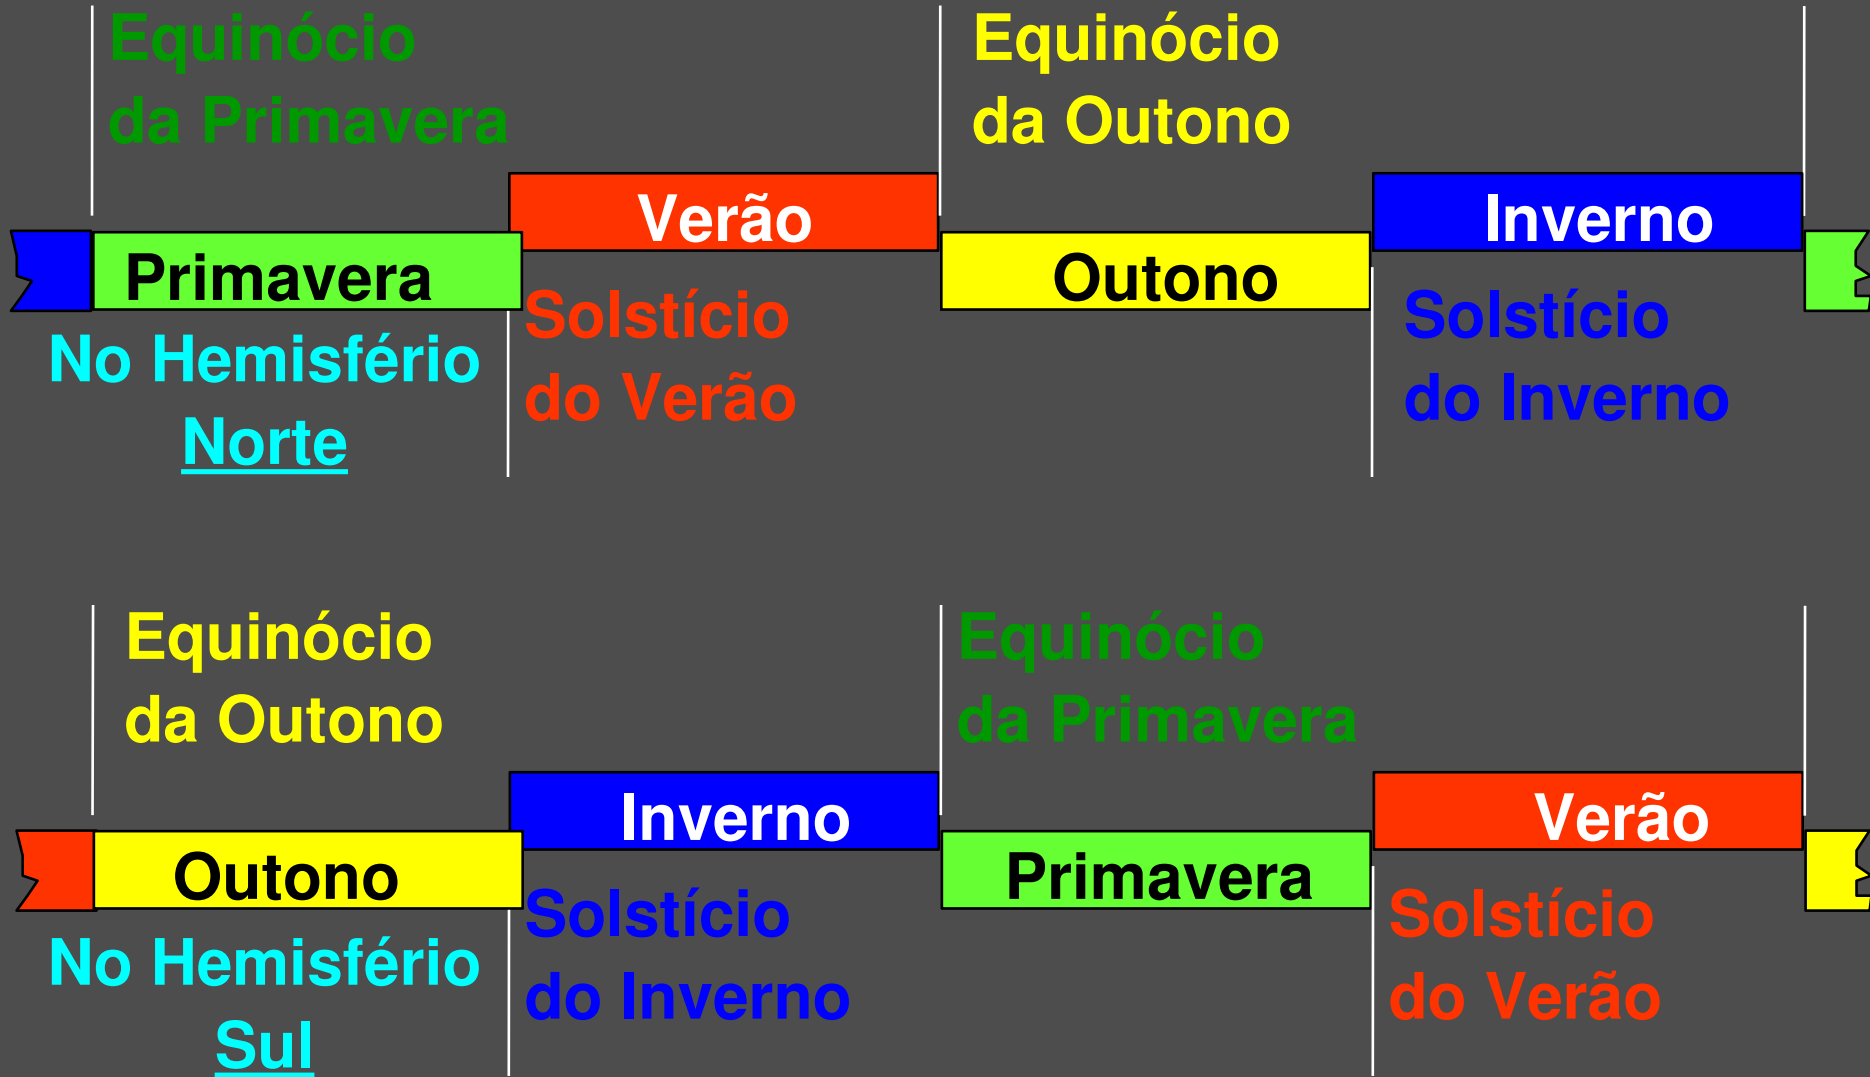 Equinócio
da Primavera
Equinócio
da Outono
Verão
Inverno
Primavera
Outono
Solstício
do Verão
Solstício
do Inverno
No Hemisfério
Norte
Equinócio
da Outono
Equinócio
da Primavera
Inverno
Verão
Outono
Primavera
Solstício
do Inverno
Solstício
do Verão
No Hemisfério
Sul